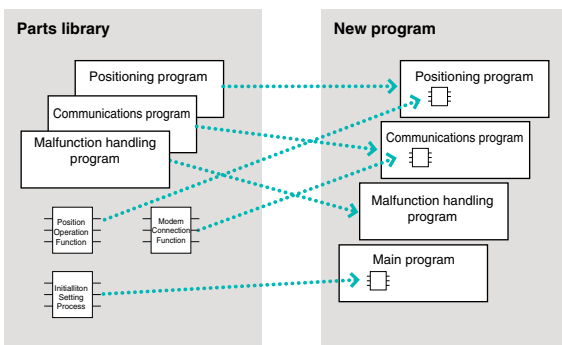 Parts library
Positioning program
Communications program
Malfunction handling
program
Position
Operation
Function
Modem
Connection
Function
Initialliton
Setting
Process
New program
Positioning program
Communications program
Malfunction handling
program
Main program